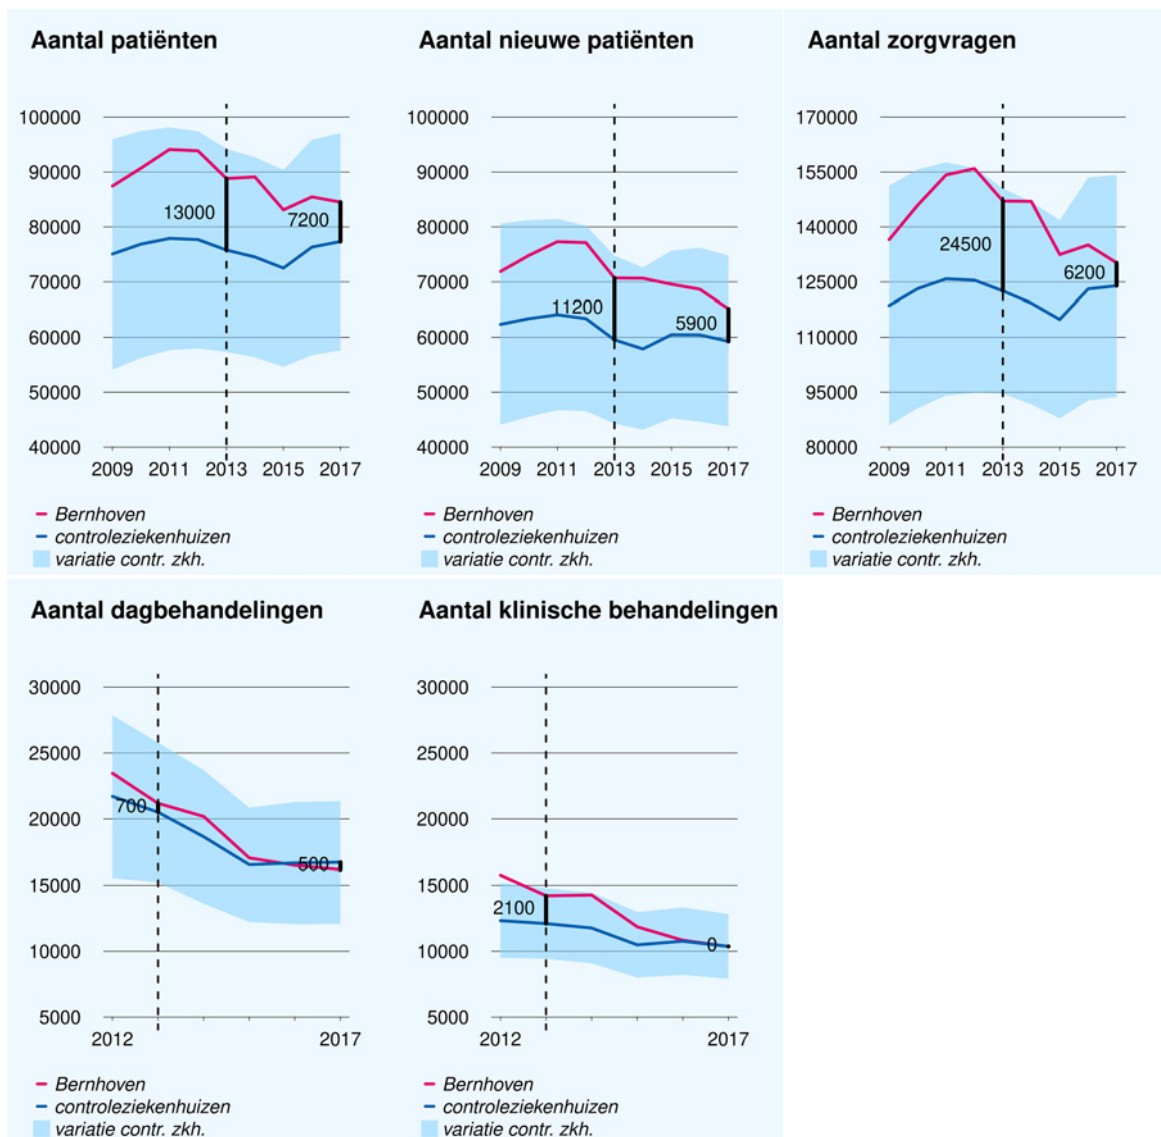 Aantal patiënten
100000
90000
80000
70000
60000
50000
40000
13000
7200
2009 2011 2013 2015 2017
Bernhoven
controleziekenhuizen
variatie contr. zkh.
Aantal nieuwe patiënten
100000
90000
80000
70000
60000
50000
40000
11200
5900
2009 2011 2013 2015 2017
Bernhoven
controleziekenhuizen
variatie contr. zkh.
Aantal zorgvragen
170000
155000
140000
125000
110000
95000
80000
24500
6200
2009 2011 2013 2015 2017
Bernhoven
controleziekenhuizen
variatie contr. zkh.
Aantal dagbehandelingen
30000
25000
20000
15000
10000
5000
700
500
2012 2017
Bernhoven
controleziekenhuizen
variatie contr. zkh.
Aantal klinische behandelingen
30000
25000
20000
15000
10000
5000
2100
0
2012 2017
Bernhoven
controleziekenhuizen
variatie contr. zkh.